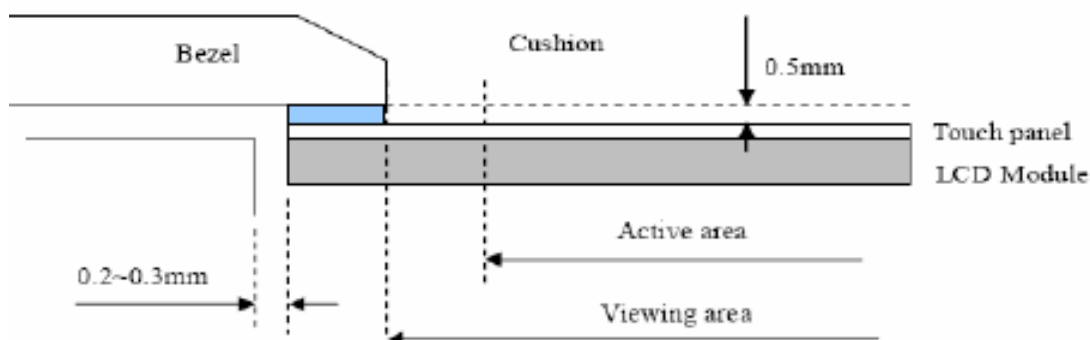 Cushion
Bezel
0.5mm
Touch panel
LCD Module
Active area
0.2~0.3mm
Viewing area